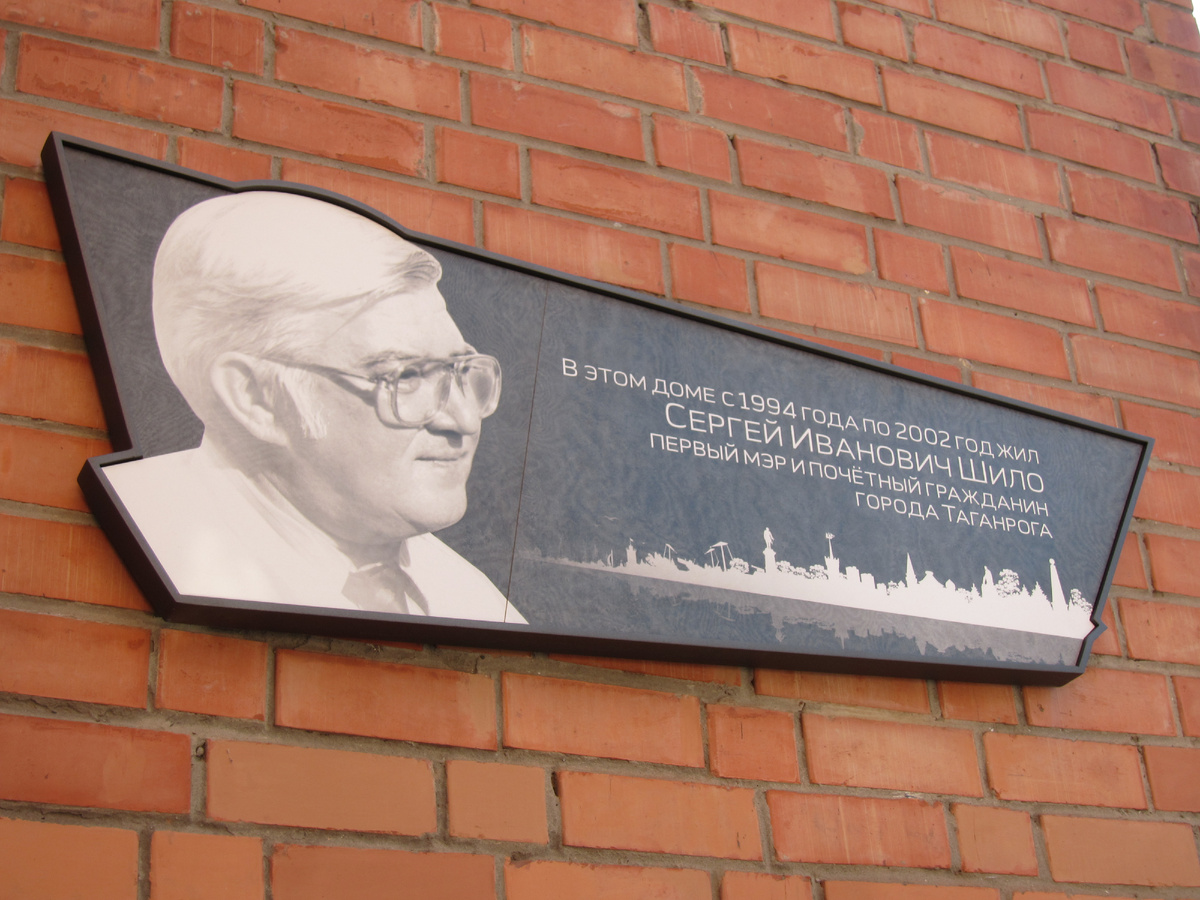 В этом доме с 1994 года по 2002 год жил
Сергей Иванович Шило
первый мэр и почётный гражданин
города Таганрога